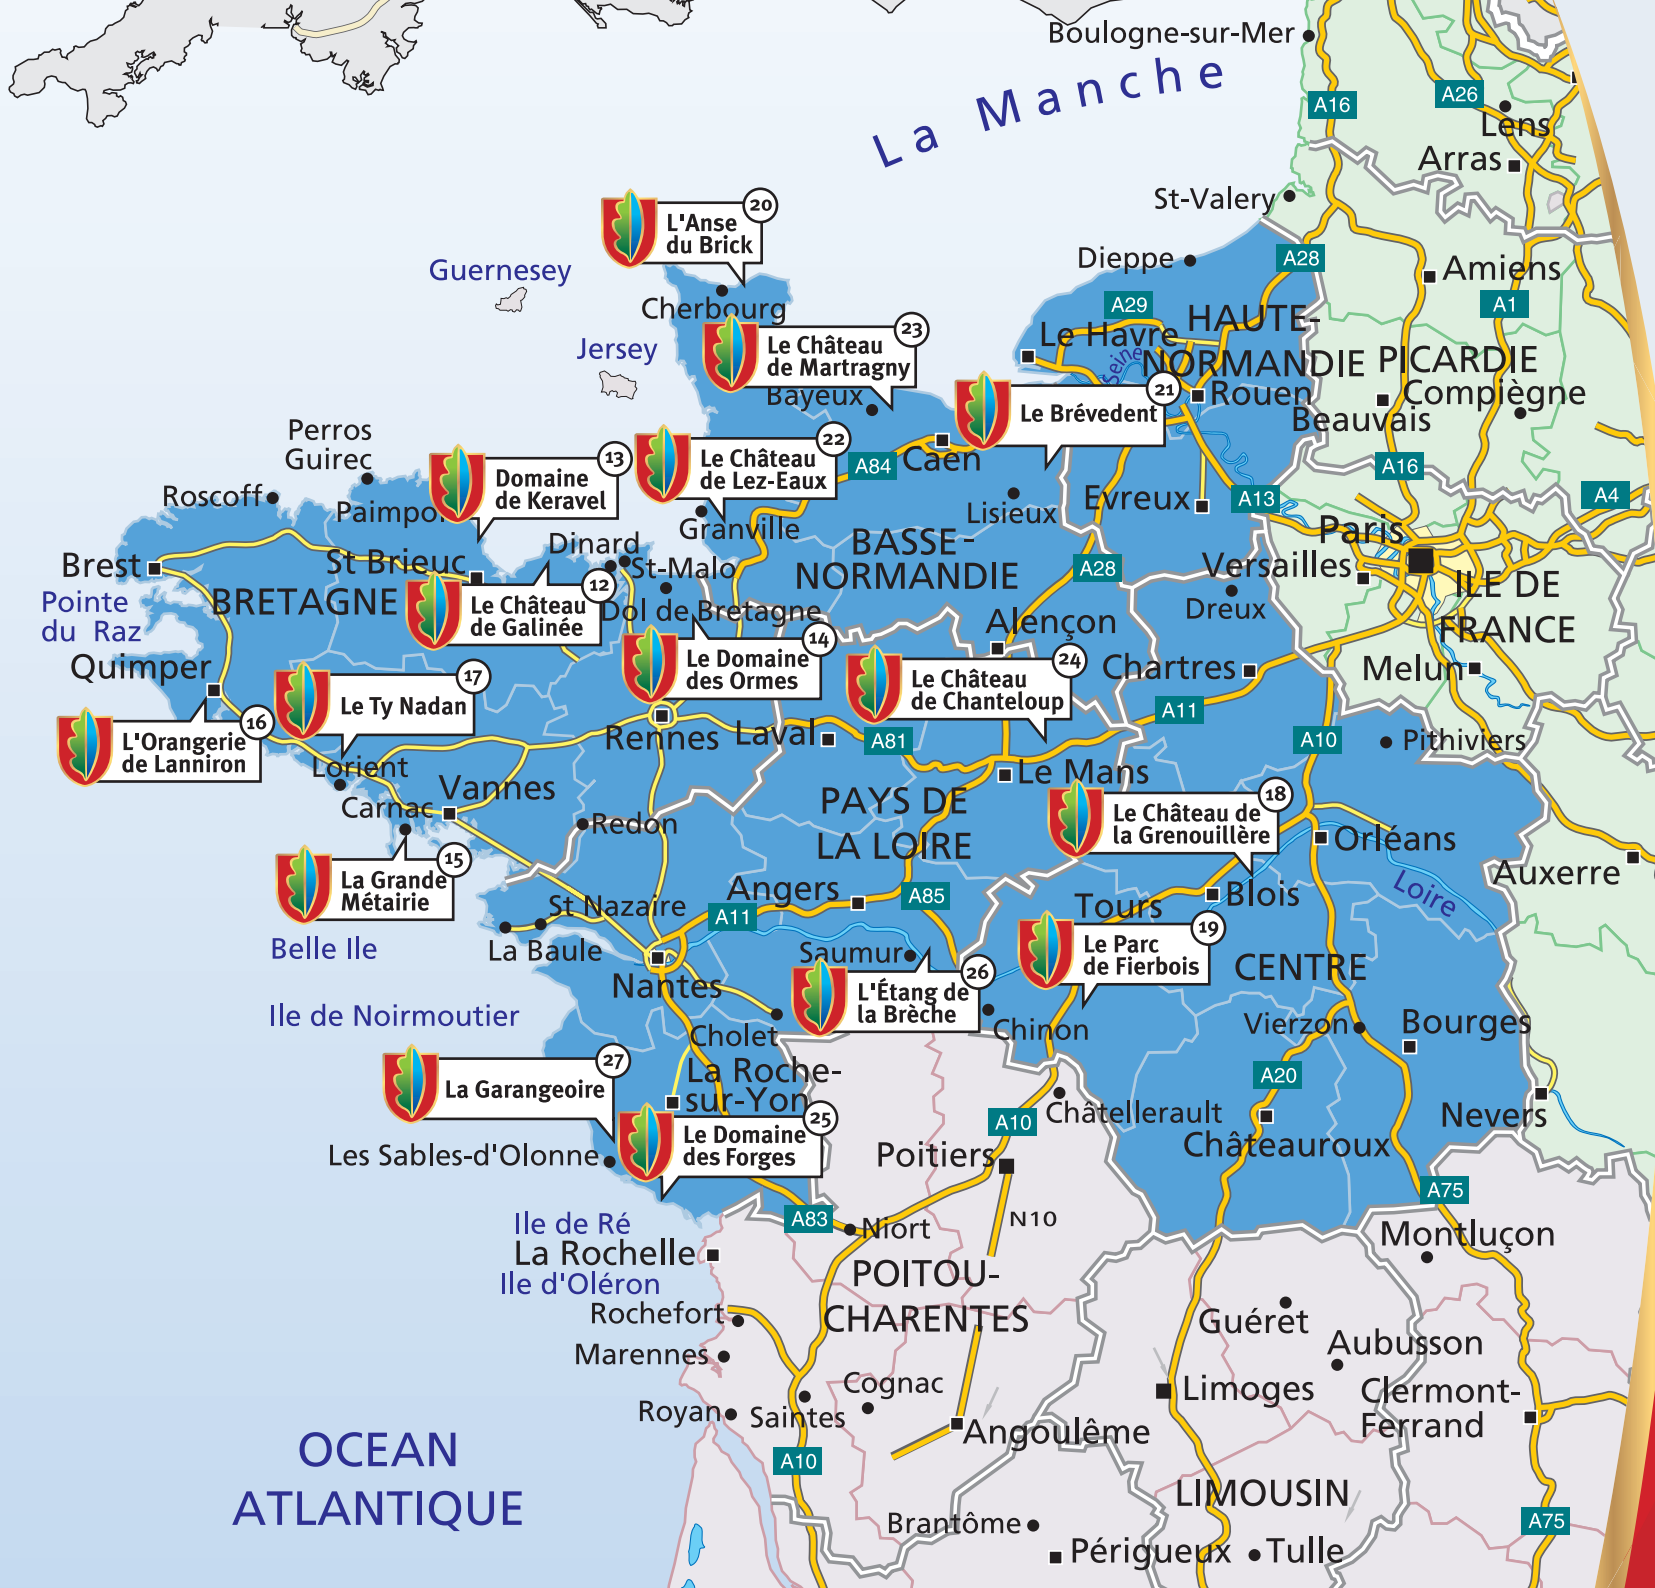 Boulogne-sur-Mer
La Manche
A16
A26
Lens
Arras
St-Valery
20
L'Anse
du Brick
Guernesey
Dieppe
A28
Amiens
A29
A1
Cherbourg
Jersey
23
Le Château
de Martragny
Bayeux
Le Havre
Seine
HAUTE-
NORMANDIE
PICARDIE
Rouen
Compiègne
Beauvais
21
Le Brévedent
Perros
Guirec
Roscoff
Paimpol
13
Domaine
de Keravel
22
Le Château
de Lez-Eaux
A84
Caen
A16
A4
Granville
Lisieux
Evreux
A13
Paris
Brest
St Brieuc
Dinard
St-Malo
BASSE-
NORMANDIE
A28
Versailles
ILE DE
FRANCE
Pointe
du Raz
BRETAGNE
12
Le Château
de Galinée
Dol de Bretagne
Dreux
Alençon
Quimper
14
Le Domaine
des Ormes
24
Le Château
de Chanteloup
Chartres
Melun
17
Le Ty Nadan
16
L'Orangerie
de Lanniron
Rennes
Laval
A81
A11
A10
Pithiviers
Lorient
Carnac
Vannes
Le Mans
PAYS DE
LA LOIRE
18
Le Château de
la Grenouillère
Redon
Orléans
15
La Grande
Métairie
Auxerre
Angers
A85
Blois
Loire
St Nazaire
A11
Tours
Belle Ile
La Baule
Saumur
19
Le Parc
de Fierbois
CENTRE
Nantes
26
L'Étang de
la Brèche
Ile de Noirmoutier
Cholet
Chinon
Vierzon
Bourges
27
La Garangeoire
La Roche-
sur-Yon
A20
Châtellerault
A10
Nevers
25
Le Domaine
des Forges
Les Sables-d'Olonne
Poitiers
Châteauroux
A75
Ile de Ré
A83
Niort
N10
Montluçon
La Rochelle
Ile d'Oléron
POITOU-
CHARENTES
Rochefort
Guéret
Marennes
Aubusson
Cognac
Limoges
Clermont-
Ferrand
Royan
Saintes
Angoulême
OCEAN
ATLANTIQUE
A10
LIMOUSIN
Brantôme
A75
Périgueux
Tulle